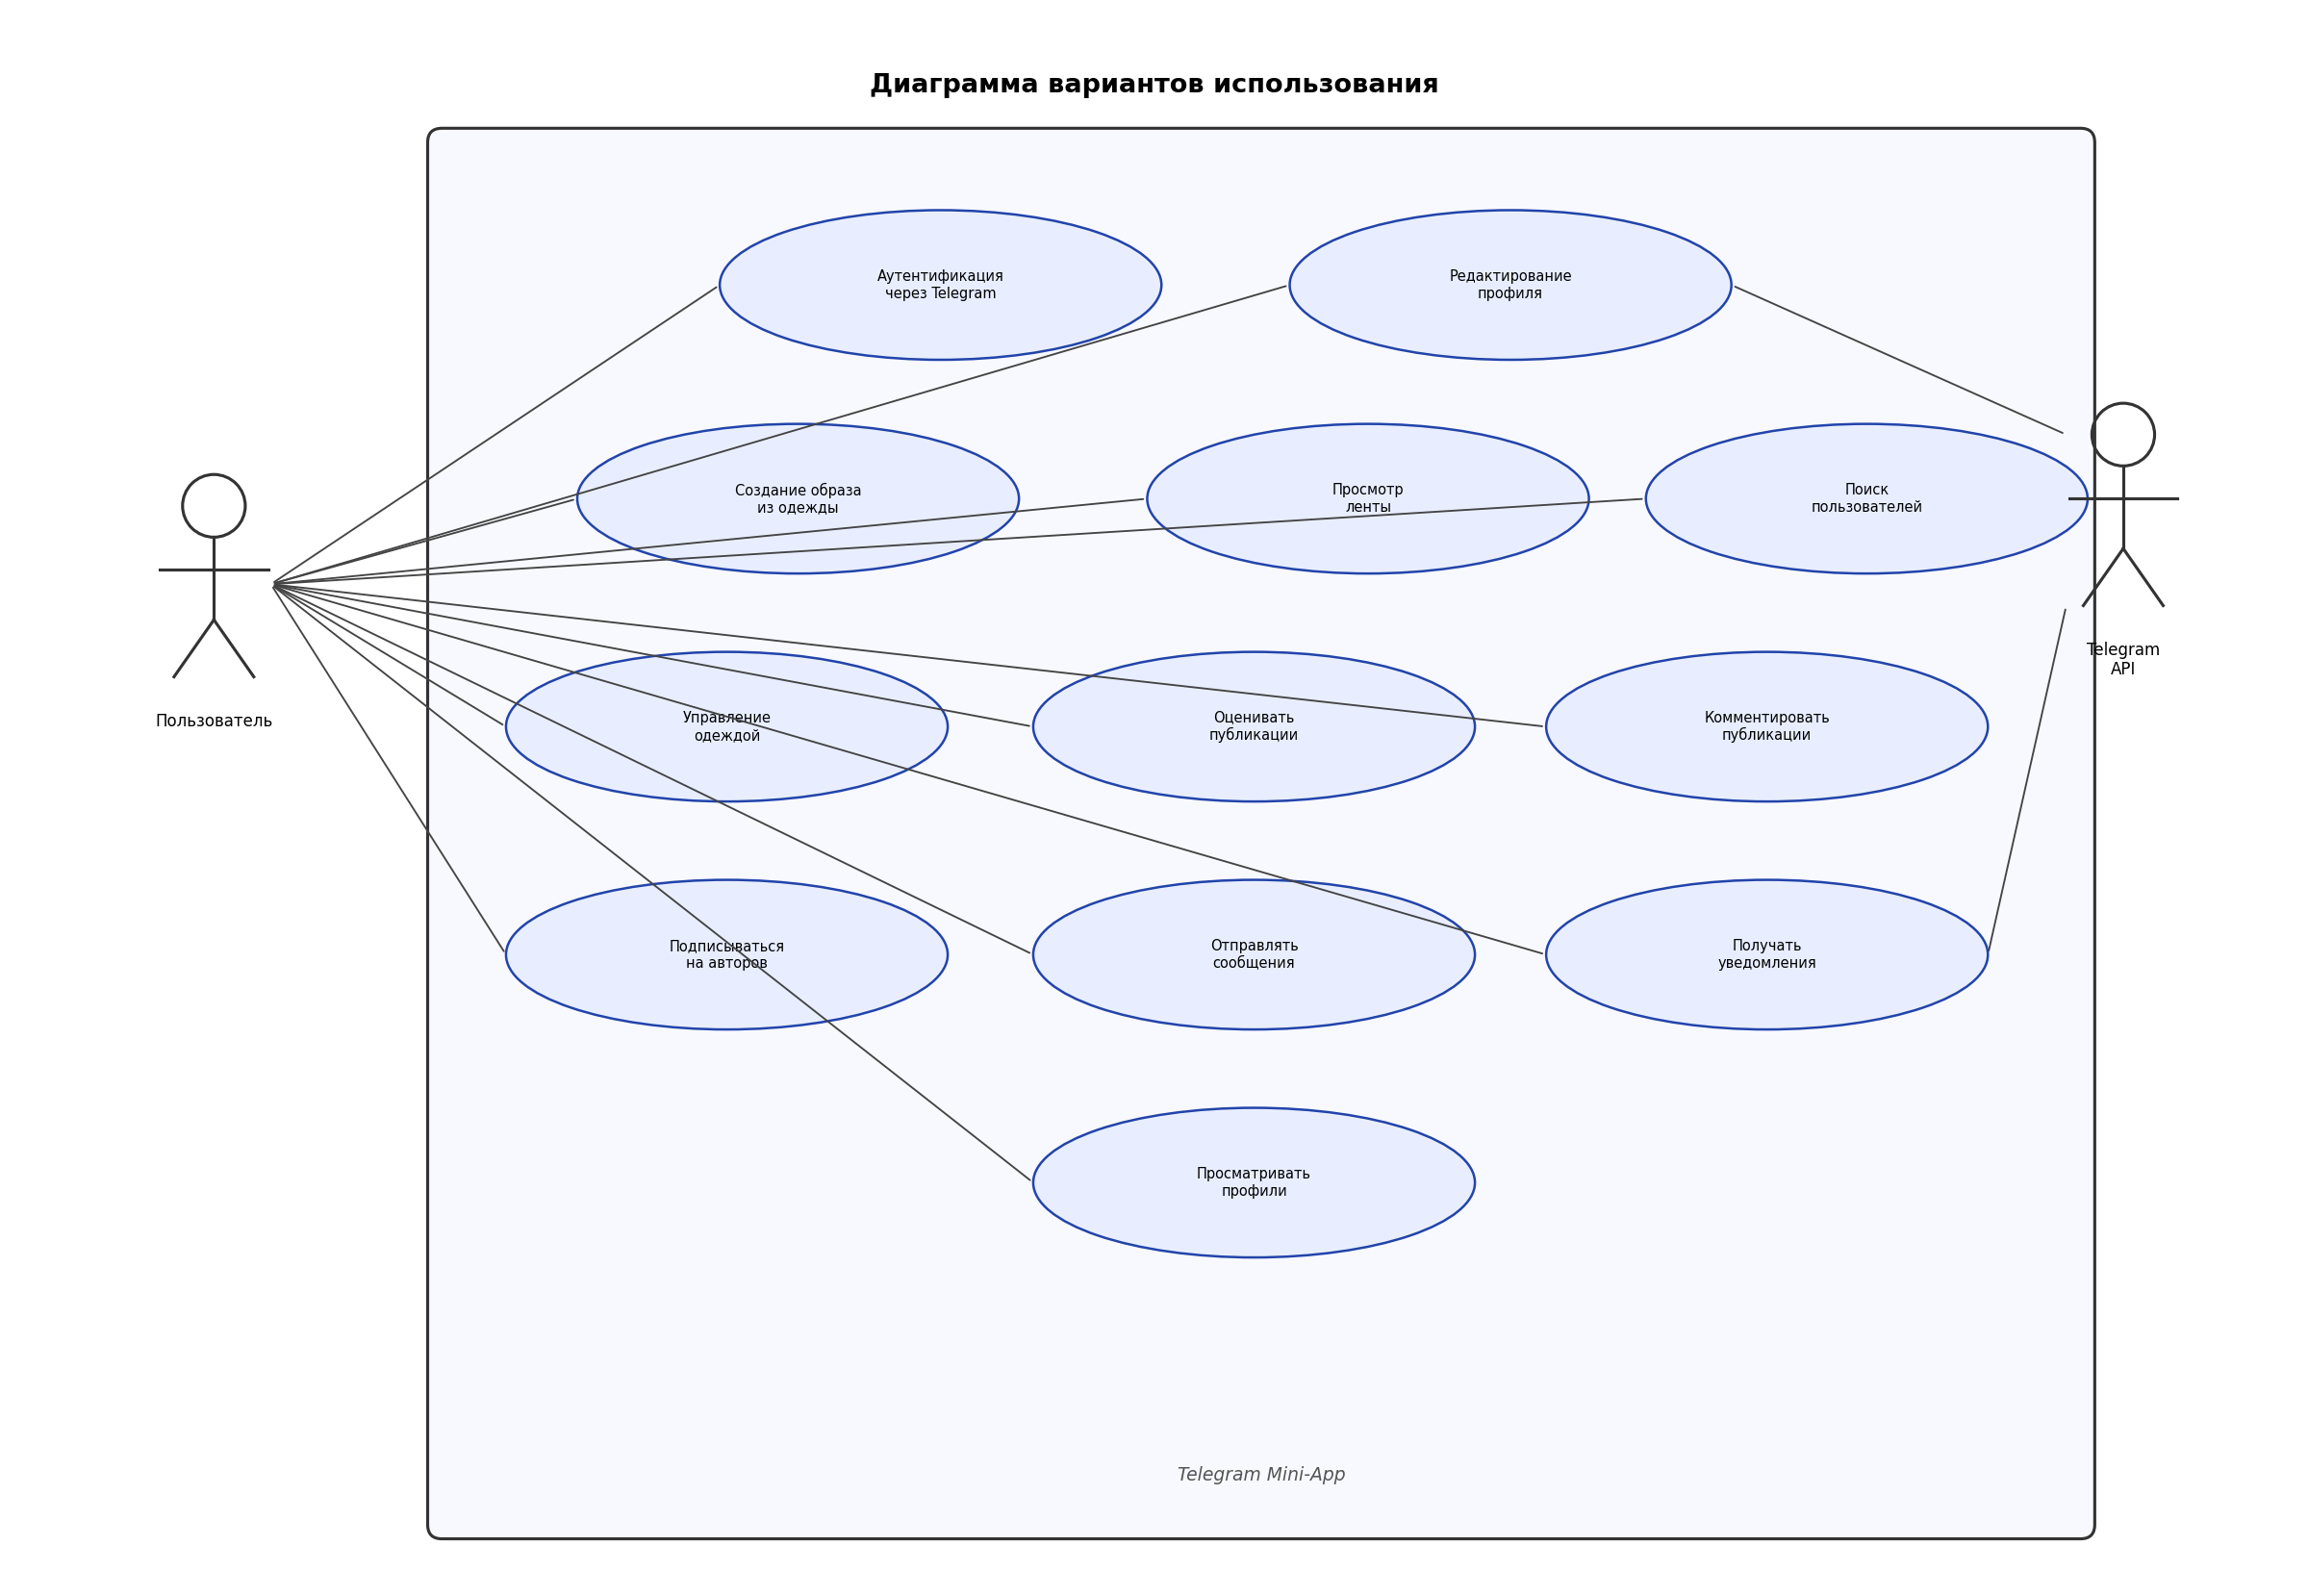 Диаграмма вариантов использования
Аутентификация
через Telegram
Редактирование
профиля
Создание образа
из одежды
Просмотр
ленты
Поиск
пользователей
Telegram
API
Пользователь
Управление
одеждой
Оценивать
публикации
Комментировать
публикации
Подписываться
на авторов
Отправлять
сообщения
Получать
уведомления
Просматривать
профили
Telegram Mini-App